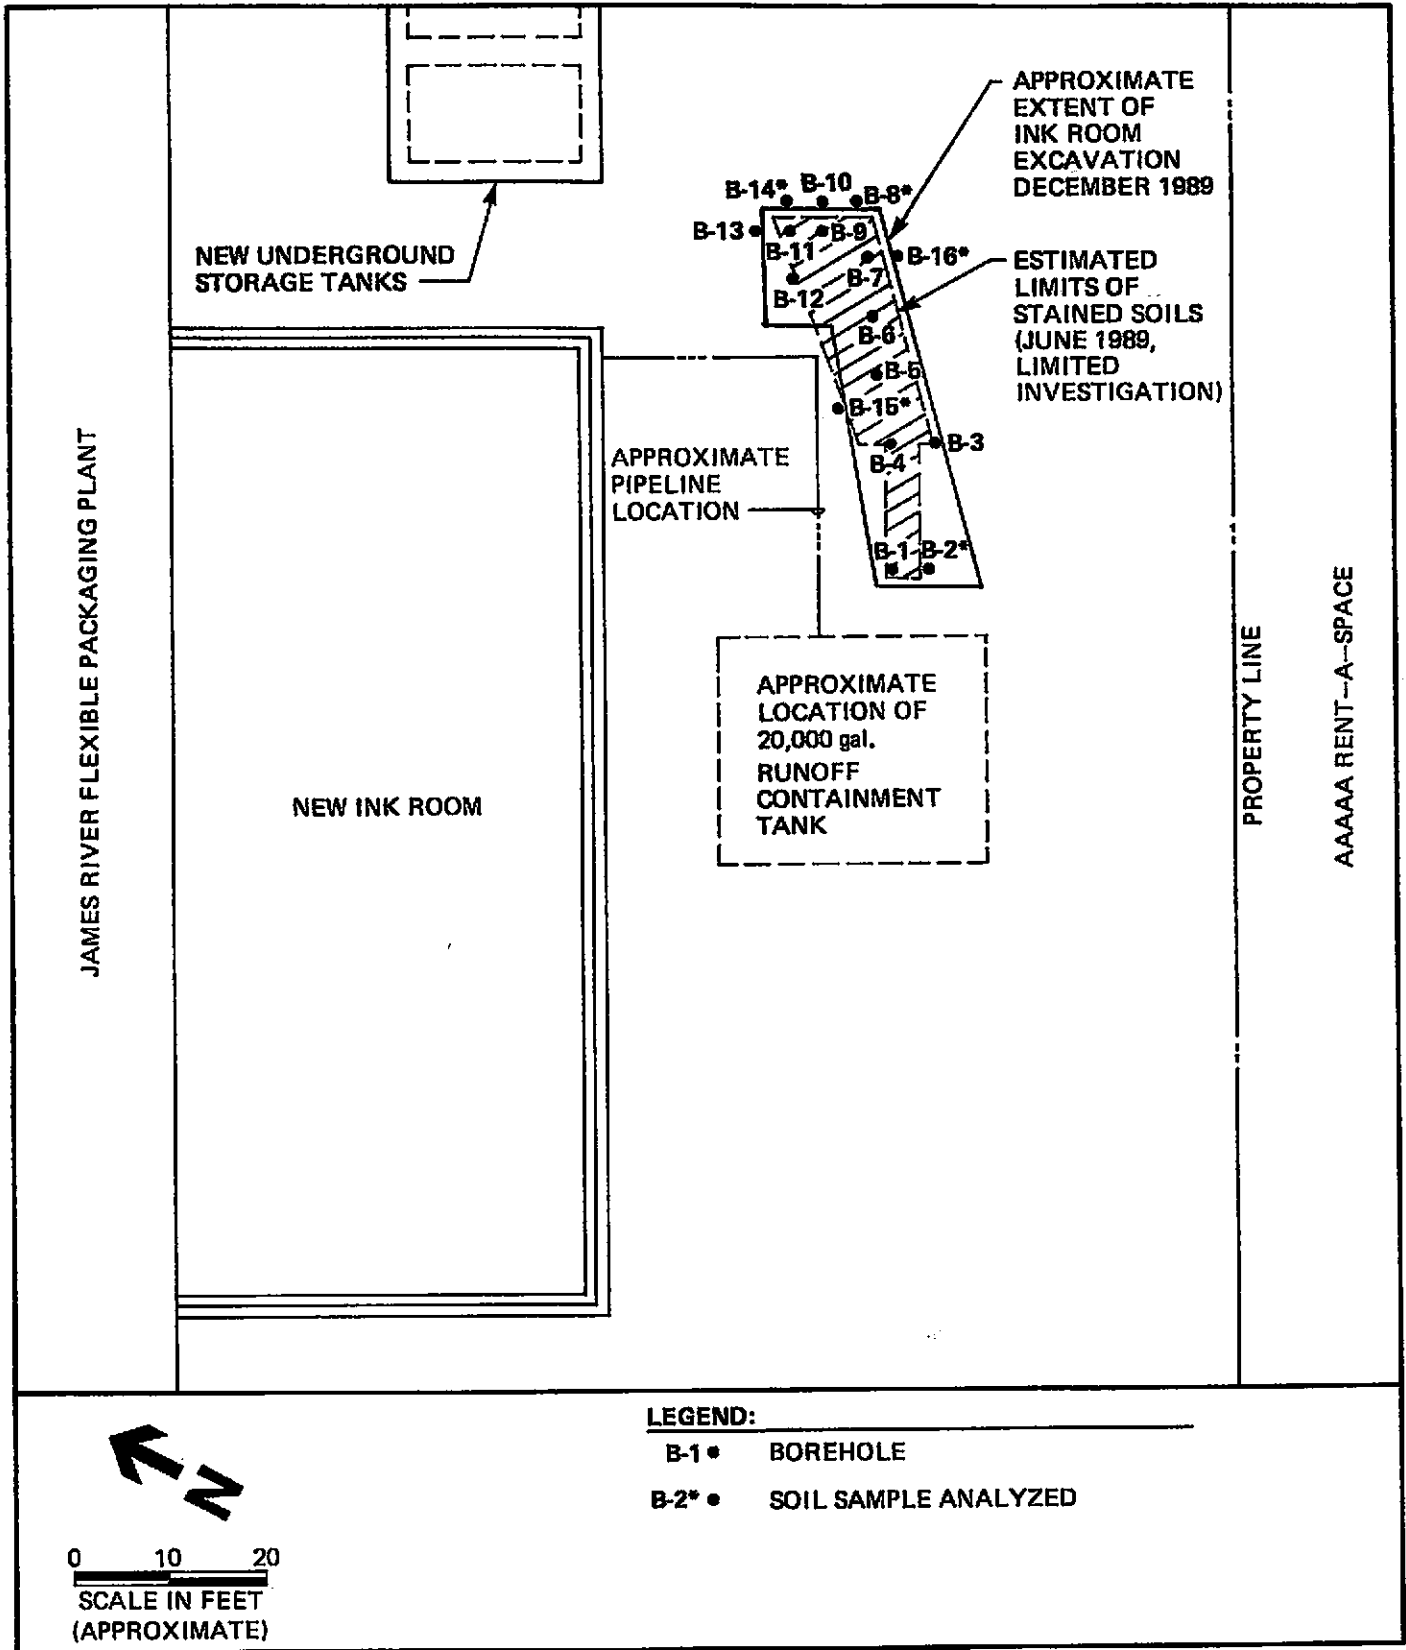 APPROXIMATE
EXTENT OF
INK ROOM
EXCAVATION
DECEMBER 1989
B-14*
B-10
B-8*
B-13
B-11
B-9
B-16*
B-7
B-12
NEW UNDERGROUND
STORAGE TANKS
ESTIMATED
LIMITS OF
STAINED SOILS
(JUNE 1989,
LIMITED
INVESTIGATION)
B-6
B-5
B-15*
B-3
B-4
APPROXIMATE
PIPELINE
LOCATION
B-1
B-2*
JAMES RIVER FLEXIBLE PACKAGING PLANT
APPROXIMATE
LOCATION OF
20,000 gal.
RUNOFF
CONTAINMENT
TANK
NEW INK ROOM
PROPERTY LINE
AAAAA RENT-A-SPACE
LEGEND:
B-1 BOREHOLE
B-2* SOIL SAMPLE ANALYZED
N
0 10 20
SCALE IN FEET
(APPROXIMATE)